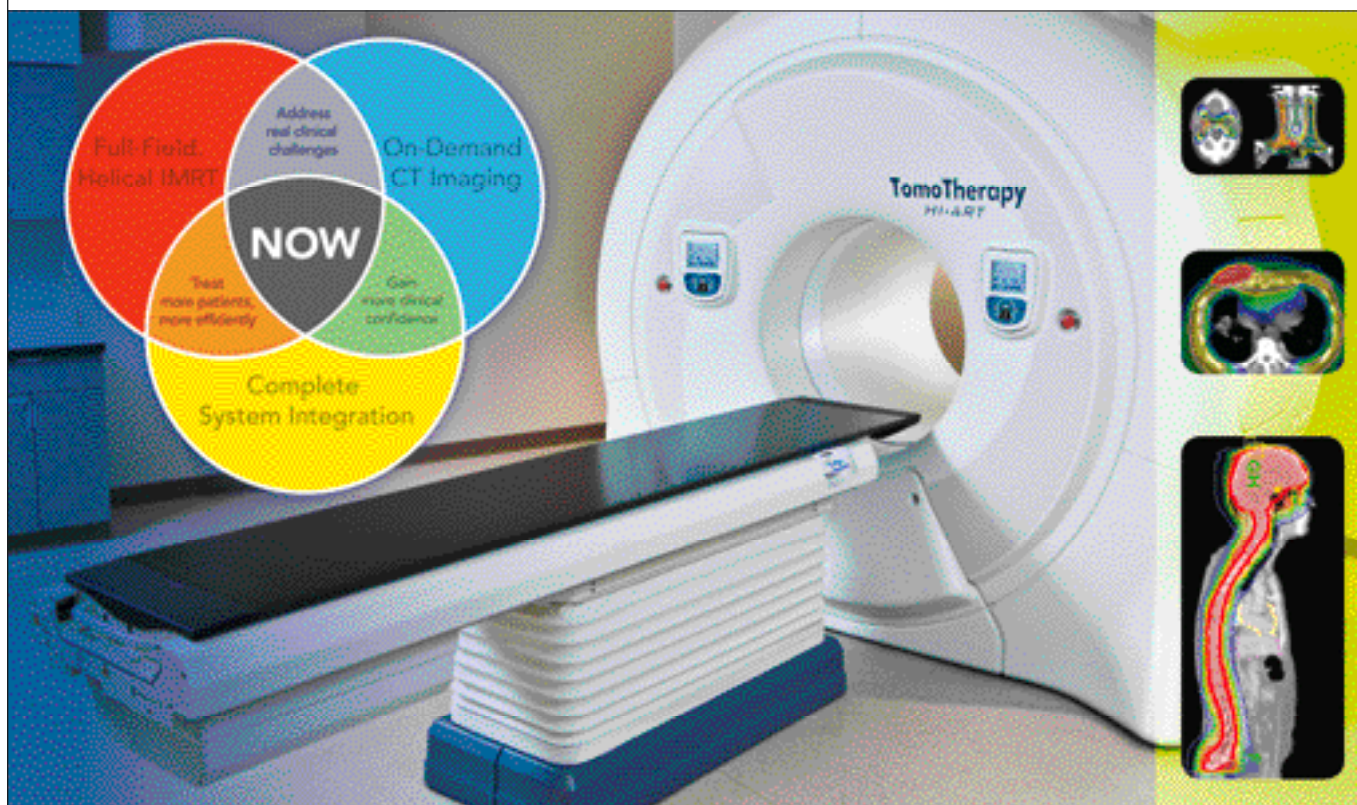 Full-Field,
Helical IMRT
Address
real clinical
challenges
On-Demand
CT Imaging
NOW
Treat
more patients,
more efficiently
Gain
more clinical
confidence
Complete
System Integration
TomoTherapy
HI·ART